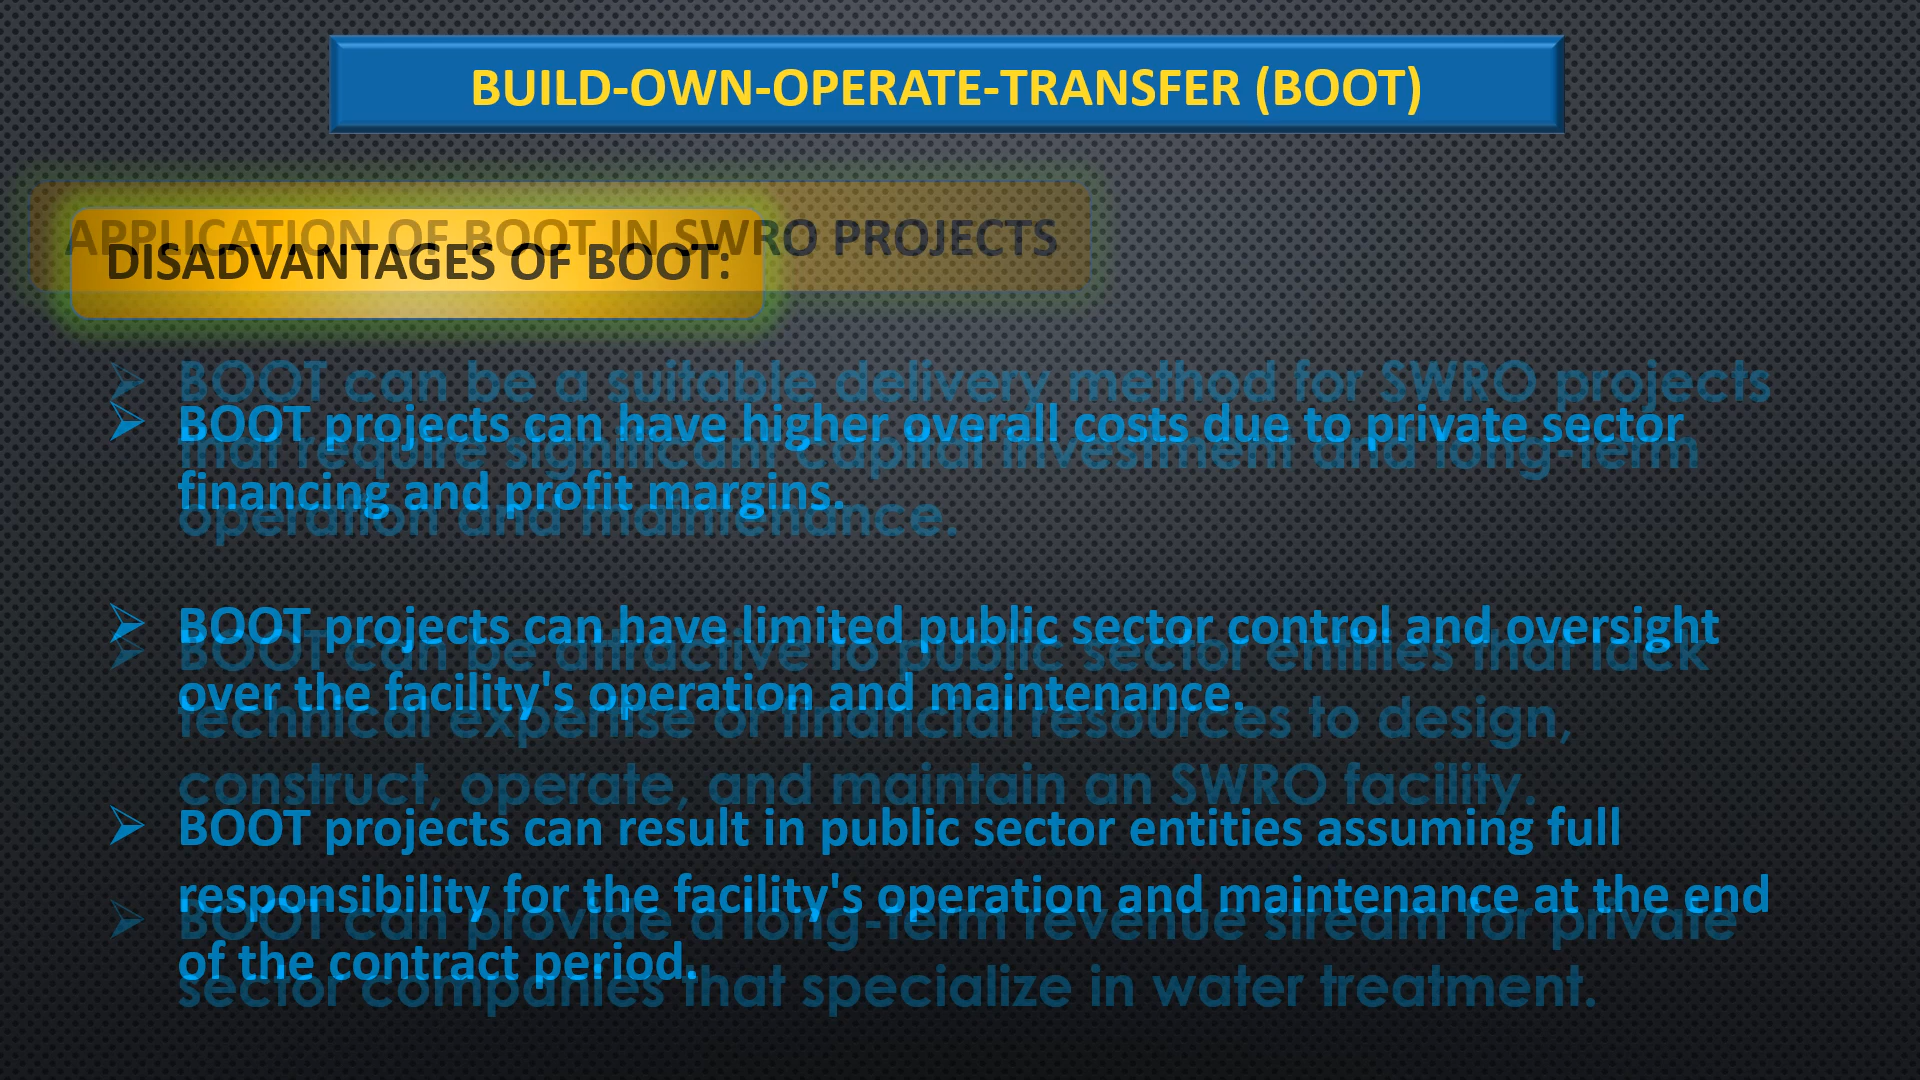 BUILD-OWN-OPERATE-TRANSFER (BOOT)
APPLICATION OF BOOT IN SWRO PROJECTS
DISADVANTAGES OF BOOT:
BOOT can be a suitable delivery method for SWRO projects
that require significant capital investment and long-term
operation and maintenance.
BOOT can be attractive to public sector entities that lack
technical expertise or financial resources to design,
construct, operate, and maintain an SWRO facility.
BOOT can provide a long-term revenue stream for private
sector companies that specialize in water treatment.
BOOT projects can have higher overall costs due to private sector
financing and profit margins.
BOOT projects can have limited public sector control and oversight
over the facility's operation and maintenance.
BOOT projects can result in public sector entities assuming full
responsibility for the facility's operation and maintenance at the end
of the contract period.